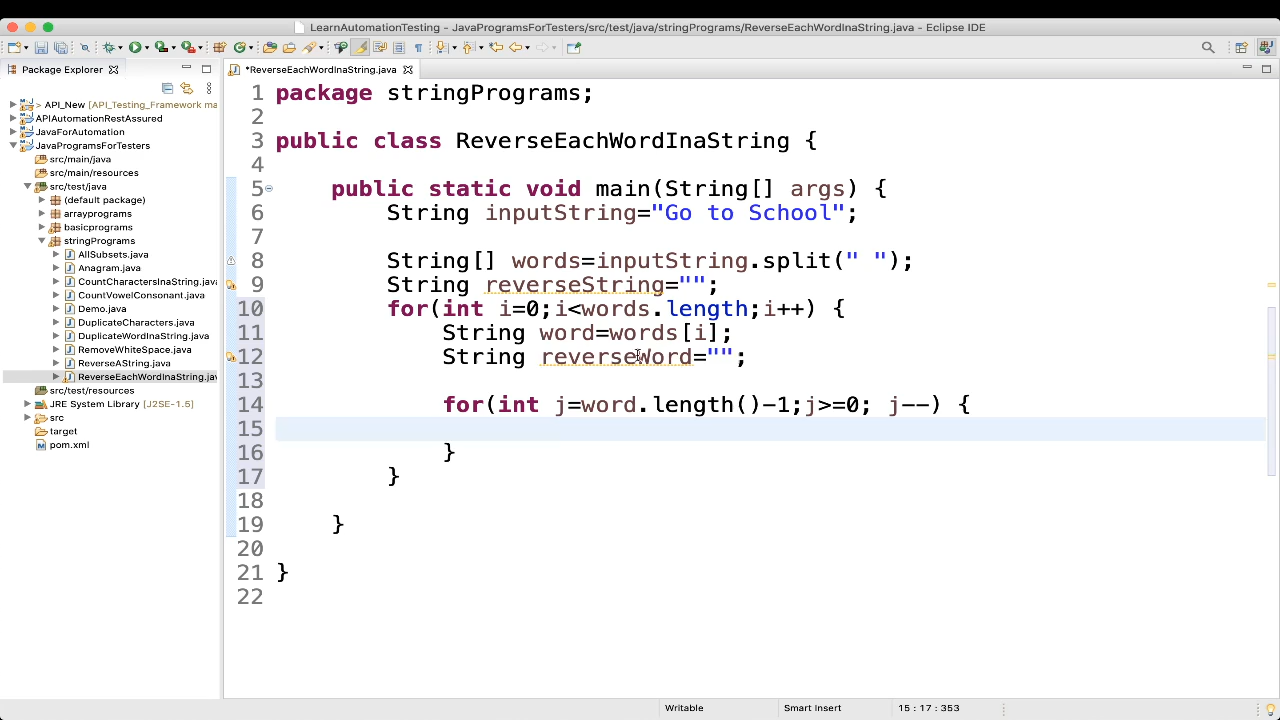 LearnAutomationTesting - JavaProgramsForTesters/src/test/java/stringPrograms/ReverseEachWordInaString.java - Eclipse IDE
Package Explorer
*ReverseEachWordInaString.java
> API_New [API_Testing_Framework ma
APIAutomationRestAssured
JavaForAutomation
JavaProgramsForTesters
src/main/java
src/main/resources
src/test/java
(default package)
arrayprograms
basicprograms
stringPrograms
AllSubsets.java
Anagram.java
CountCharactersInaString.java
CountVowelConsonant.java
Demo.java
DuplicateCharacters.java
DuplicateWordInaString.java
RemoveWhiteSpace.java
ReverseAString.java
ReverseEachWordInaString.jav
src/test/resources
JRE System Library [J2SE-1.5]
src
target
pom.xml
1 package stringPrograms;
2
3 public class ReverseEachWordInaString {
4
5 public static void main(String[] args) {
6 String inputString="Go to School";
7
8 String[] words=inputString.split(" ");
9 String reverseString="";
10 for(int i=0;i<words.length;i++) {
11 String word=words[i];
12 String reverseWord="";
13
14 for(int j=word.length()-1;j>=0; j--) {
15
16 }
17 }
18
19 }
20
21 }
22
Writable Smart Insert 15 : 17 : 353